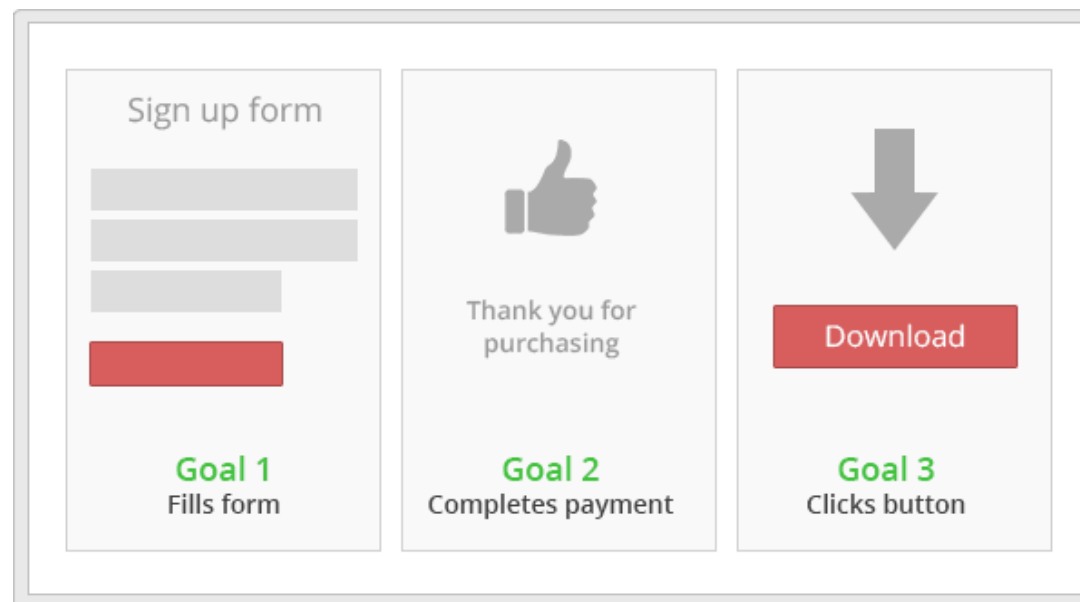 Sign up form
Goal 1
Fills form
Thank you for
purchasing
Goal 2
Completes payment
Download
Goal 3
Clicks button